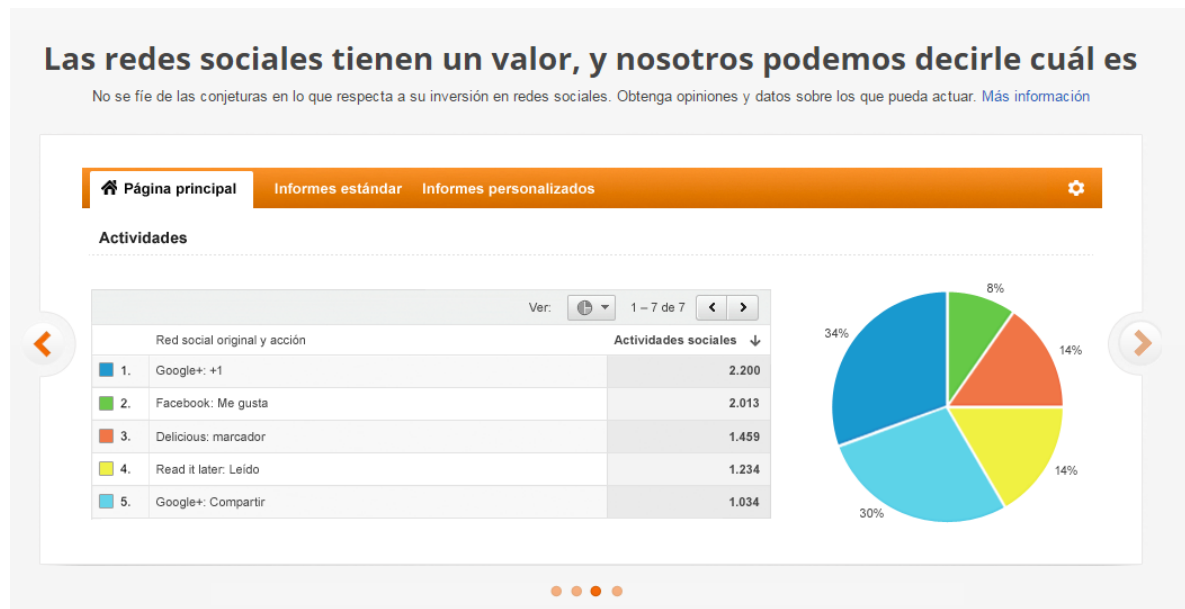 Las redes sociales tienen un valor, y nosotros podemos decirle cuál es
No se fíe de las conjeturas en lo que respecta a su inversión en redes sociales. Obtenga opiniones y datos sobre los que pueda actuar. Más información
Página principal Informes estándar Informes personalizados
Actividades
Ver: 1 – 7 de 7
Red social original y acción Actividades sociales
1. Google+: +1 2.200
2. Facebook: Me gusta 2.013
3. Delicious: marcador 1.459
4. Read it later: Leído 1.234
5. Google+: Compartir 1.034
8%
34%
14%
14%
30%